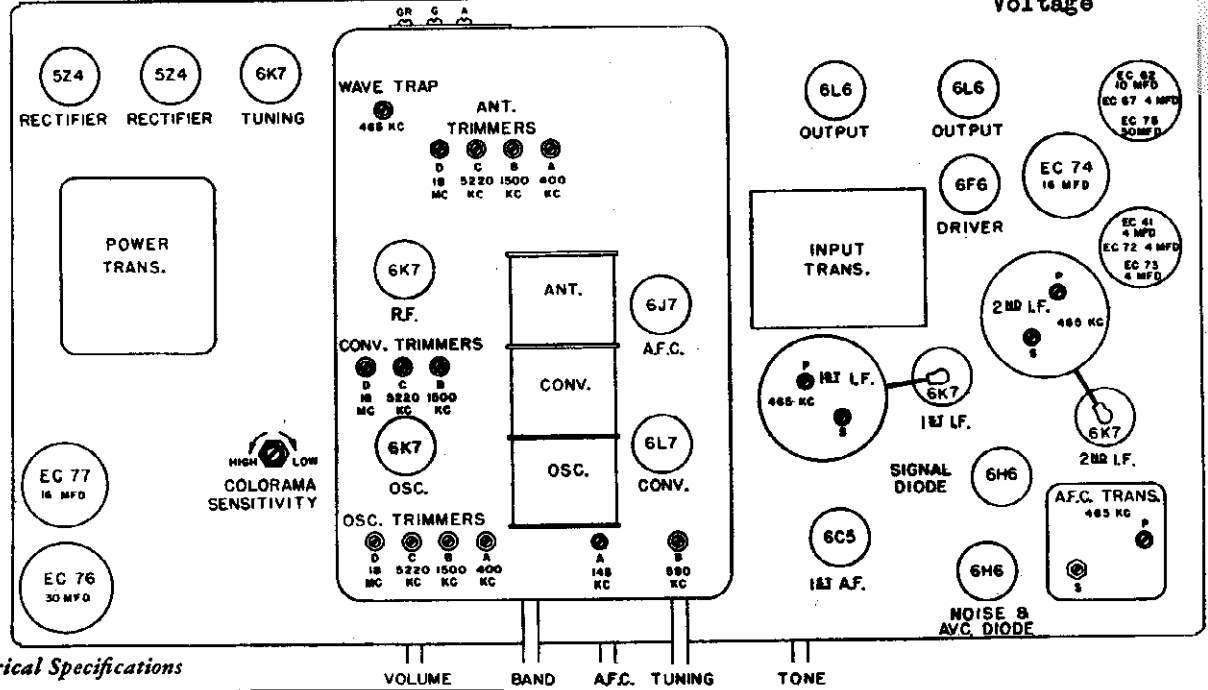 Voltage
GR G A
5Z4
RECTIFIER
5Z4
RECTIFIER
6K7
TUNING
WAVE TRAP
465 KC
ANT.
TRIMMERS
D C B A
18 5220 1500 400
MC KC KC KC
6L6
OUTPUT
6L6
OUTPUT
EC 62
10 MFD
EC 67 4 MFD
EC 75
50MFD
EC 74
16 MFD
6F6
DRIVER
POWER
TRANS.
INPUT
TRANS.
EC 41
4 MFD
EC 72 4 MFD
EC 73
4 MFD
6K7
R.F.
ANT.
6J7
A.F.C.
P
2ND I.F.
465 KC
S
CONV. TRIMMERS
D C B
18 5220 1500
MC KC KC
CONV.
P
1ST I.F.
465 KC
S
6K7
1ST I.F.
6K7
2ND I.F.
HIGH LOW
COLORAMA
SENSITIVITY
6K7
OSC.
OSC.
6L7
CONV.
EC 77
16 MFD
SIGNAL
DIODE
6H6
A.F.C. TRANS.
465 KC
P
S
OSC. TRIMMERS
D C B A
18 5220 1500 400
MC KC KC KC
A
145
KC
B
590
KC
6C5
1ST A.F.
6H6
NOISE &
A.V.C. DIODE
EC 76
30 MFD
rical Specifications
VOLUME BAND A.F.C. TUNING TONE